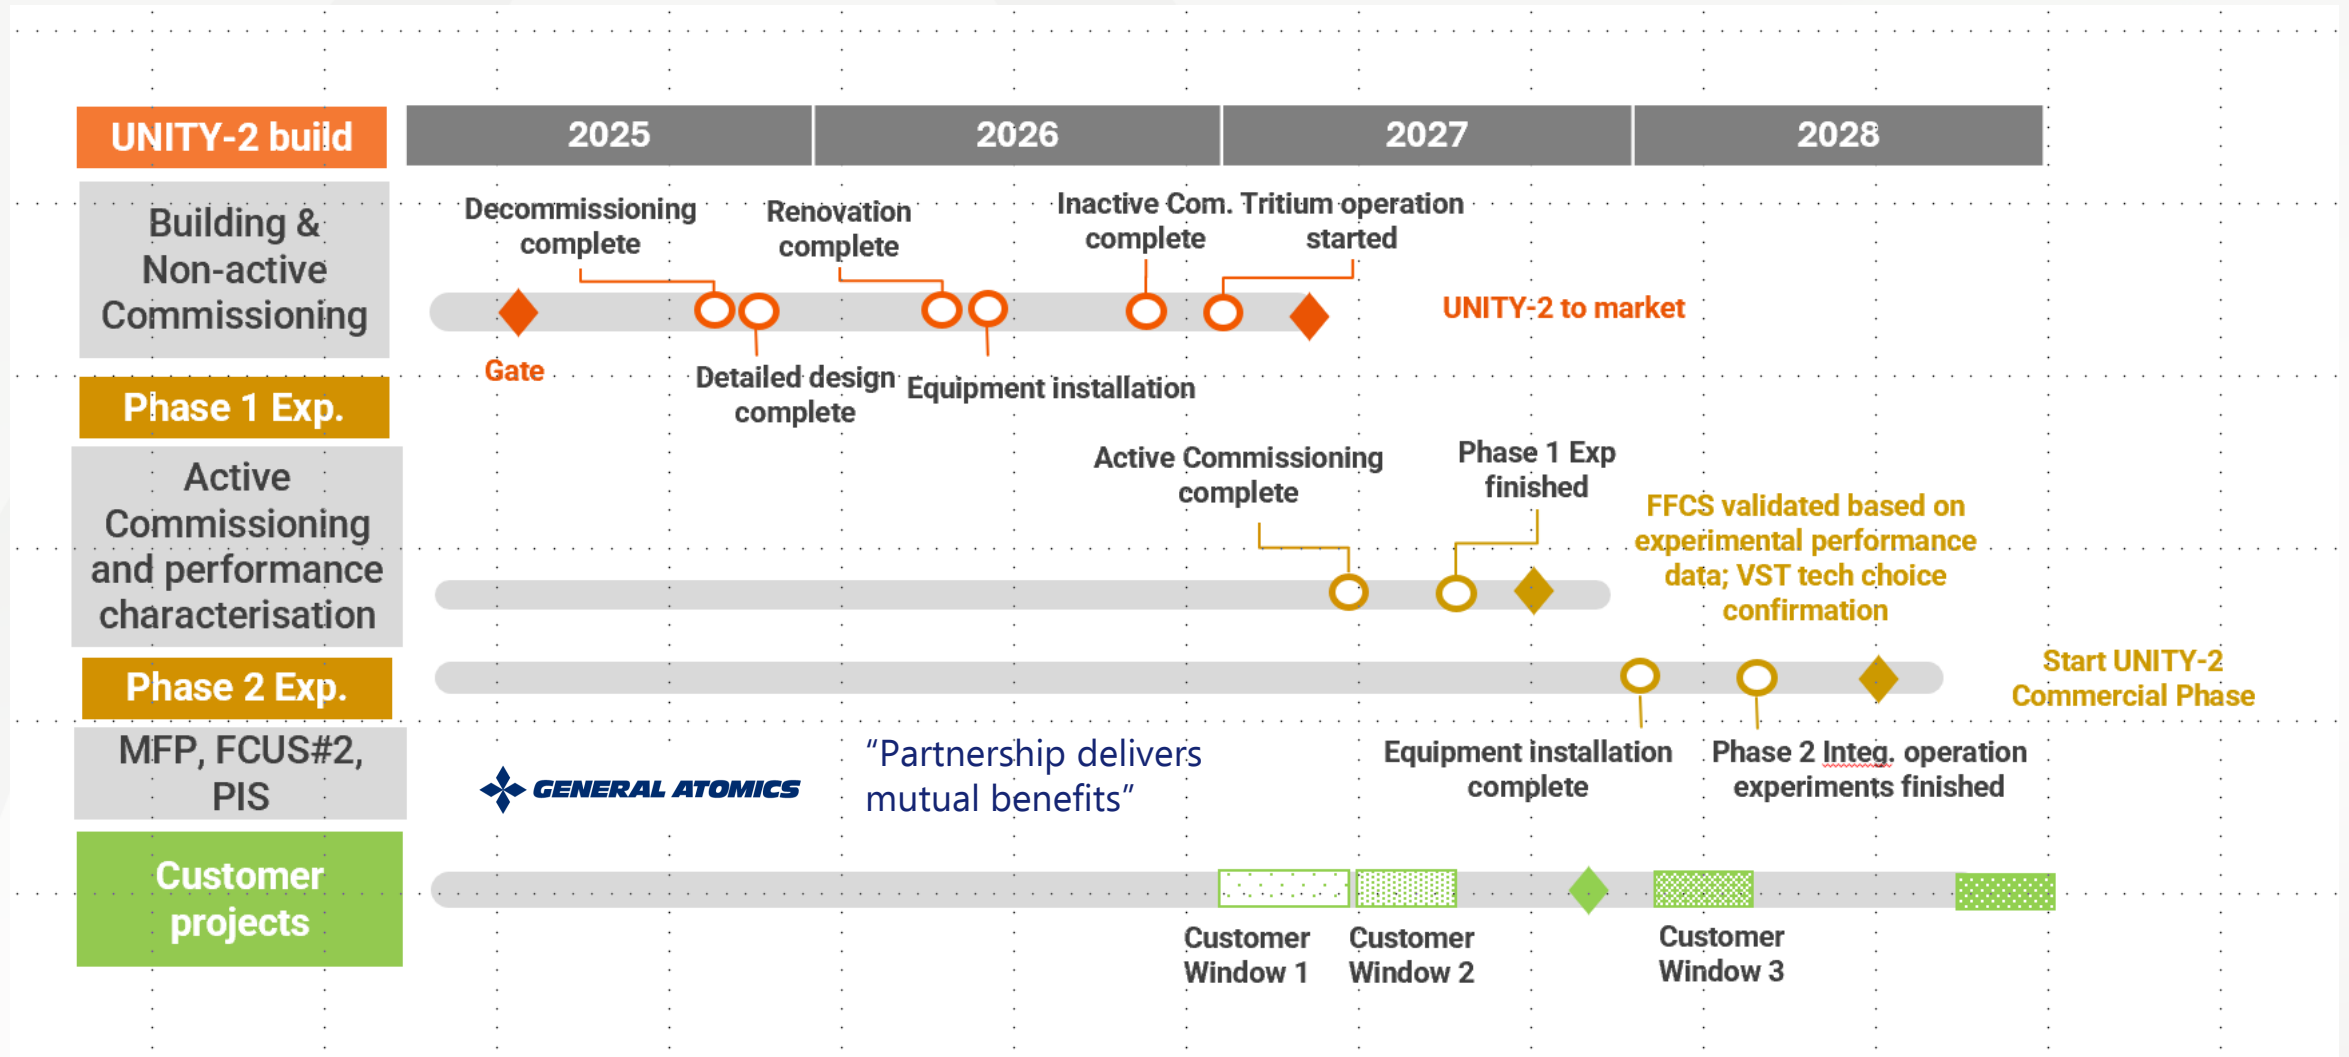 UNITY-2 build
2025
2026
2027
2028
Building &
Non-active
Commissioning
Decommissioning
complete
Renovation
complete
Inactive Com.
complete
Tritium operation
started
UNITY-2 to market
Gate
Detailed design
complete
Equipment installation
Phase 1 Exp.
Active
Commissioning
and performance
characterisation
Active Commissioning
complete
Phase 1 Exp
finished
FFCS validated based on
experimental performance
data; VST tech choice
confirmation
Phase 2 Exp.
Start UNITY-2
Commercial Phase
MFP, FCUS#2,
PIS
GENERAL ATOMICS
“Partnership delivers
mutual benefits”
Equipment installation
complete
Phase 2 Integ. operation
experiments finished
Customer
projects
Customer
Window 1
Customer
Window 2
Customer
Window 3